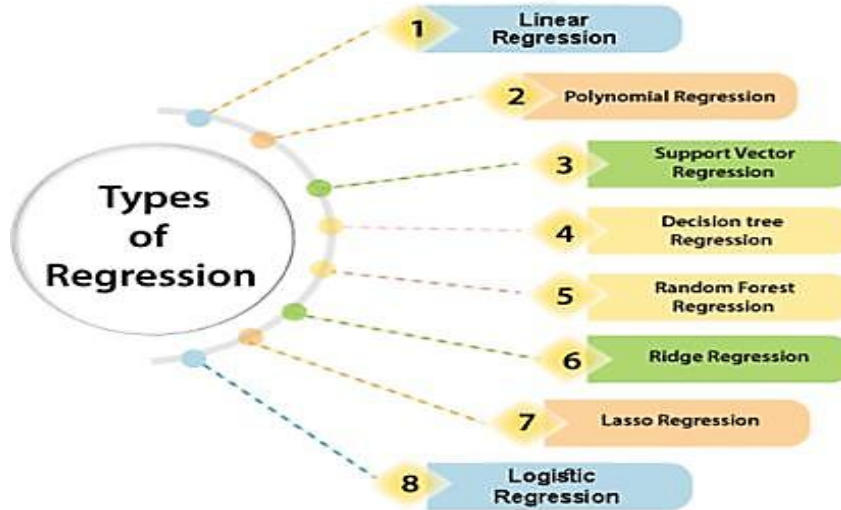 1
Linear
Regression
2
Polynomial Regression
3
Support Vector
Regression
Types
of
Regression
4
Decision tree
Regression
5
Random Forest
Regression
6
Ridge Regression
7
Lasso Regression
8
Logistic
Regression